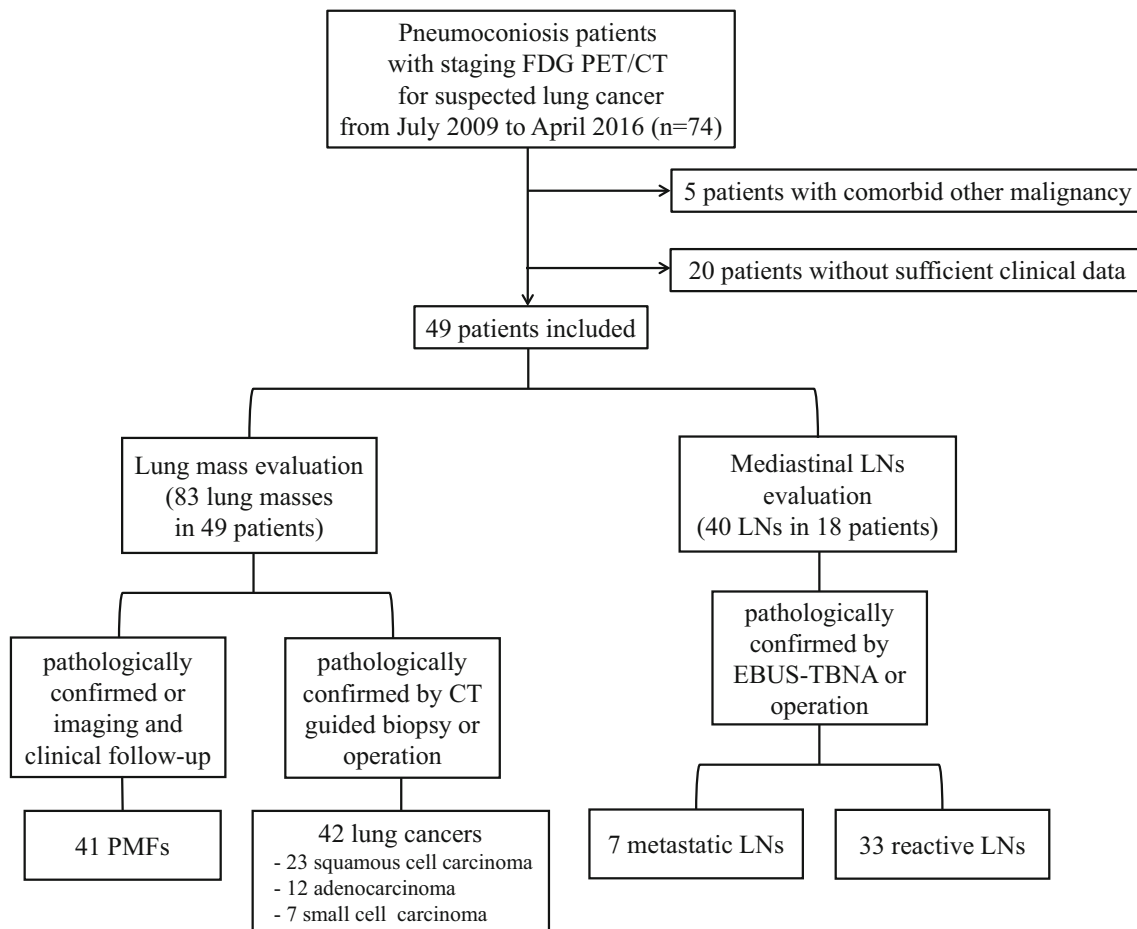 Pneumoconiosis patients
with staging FDG PET/CT
for suspected lung cancer
from July 2009 to April 2016 (n=74)
5 patients with comorbid other malignancy
20 patients without sufficient clinical data
49 patients included
Lung mass evaluation
(83 lung masses
in 49 patients)
Mediastinal LNs
evaluation
(40 LNs in 18 patients)
pathologically
confirmed or
imaging and
clinical follow-up
pathologically
confirmed by CT
guided biopsy or
operation
pathologically
confirmed by
EBUS-TBNA or
operation
41 PMFs
42 lung cancers
- 23 squamous cell carcinoma
- 12 adenocarcinoma
- 7 small cell carcinoma
7 metastatic LNs
33 reactive LNs